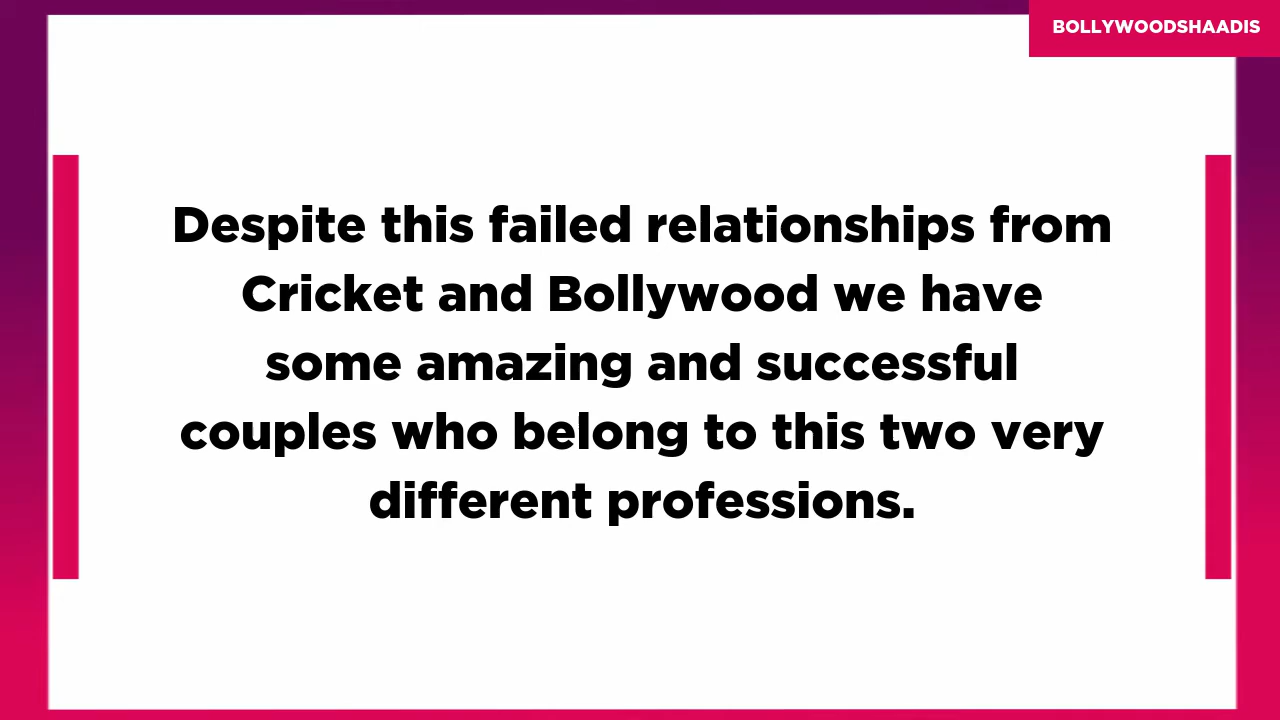 BOLLYWOODSHAADIS
Despite this failed relationships from
Cricket and Bollywood we have
some amazing and successful
couples who belong to this two very
different professions.